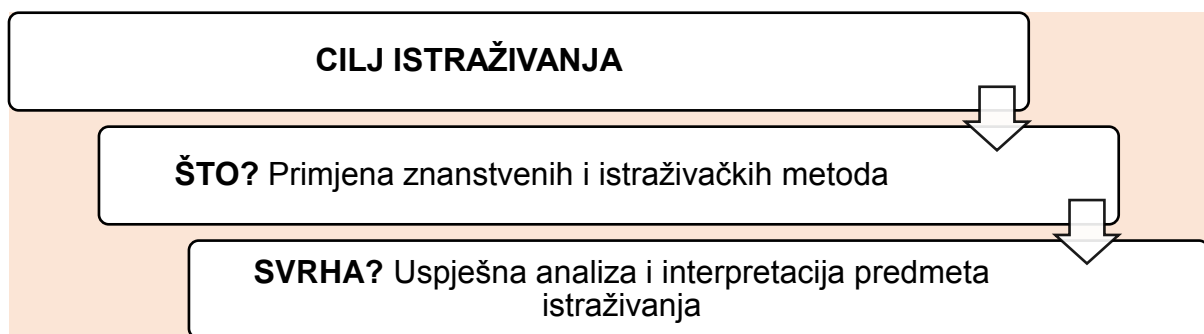 CILJ ISTRAŽIVANJA
ŠTO? Primjena znanstvenih i istraživačkih metoda
SVRHA? Uspješna analiza i interpretacija predmeta
istraživanja